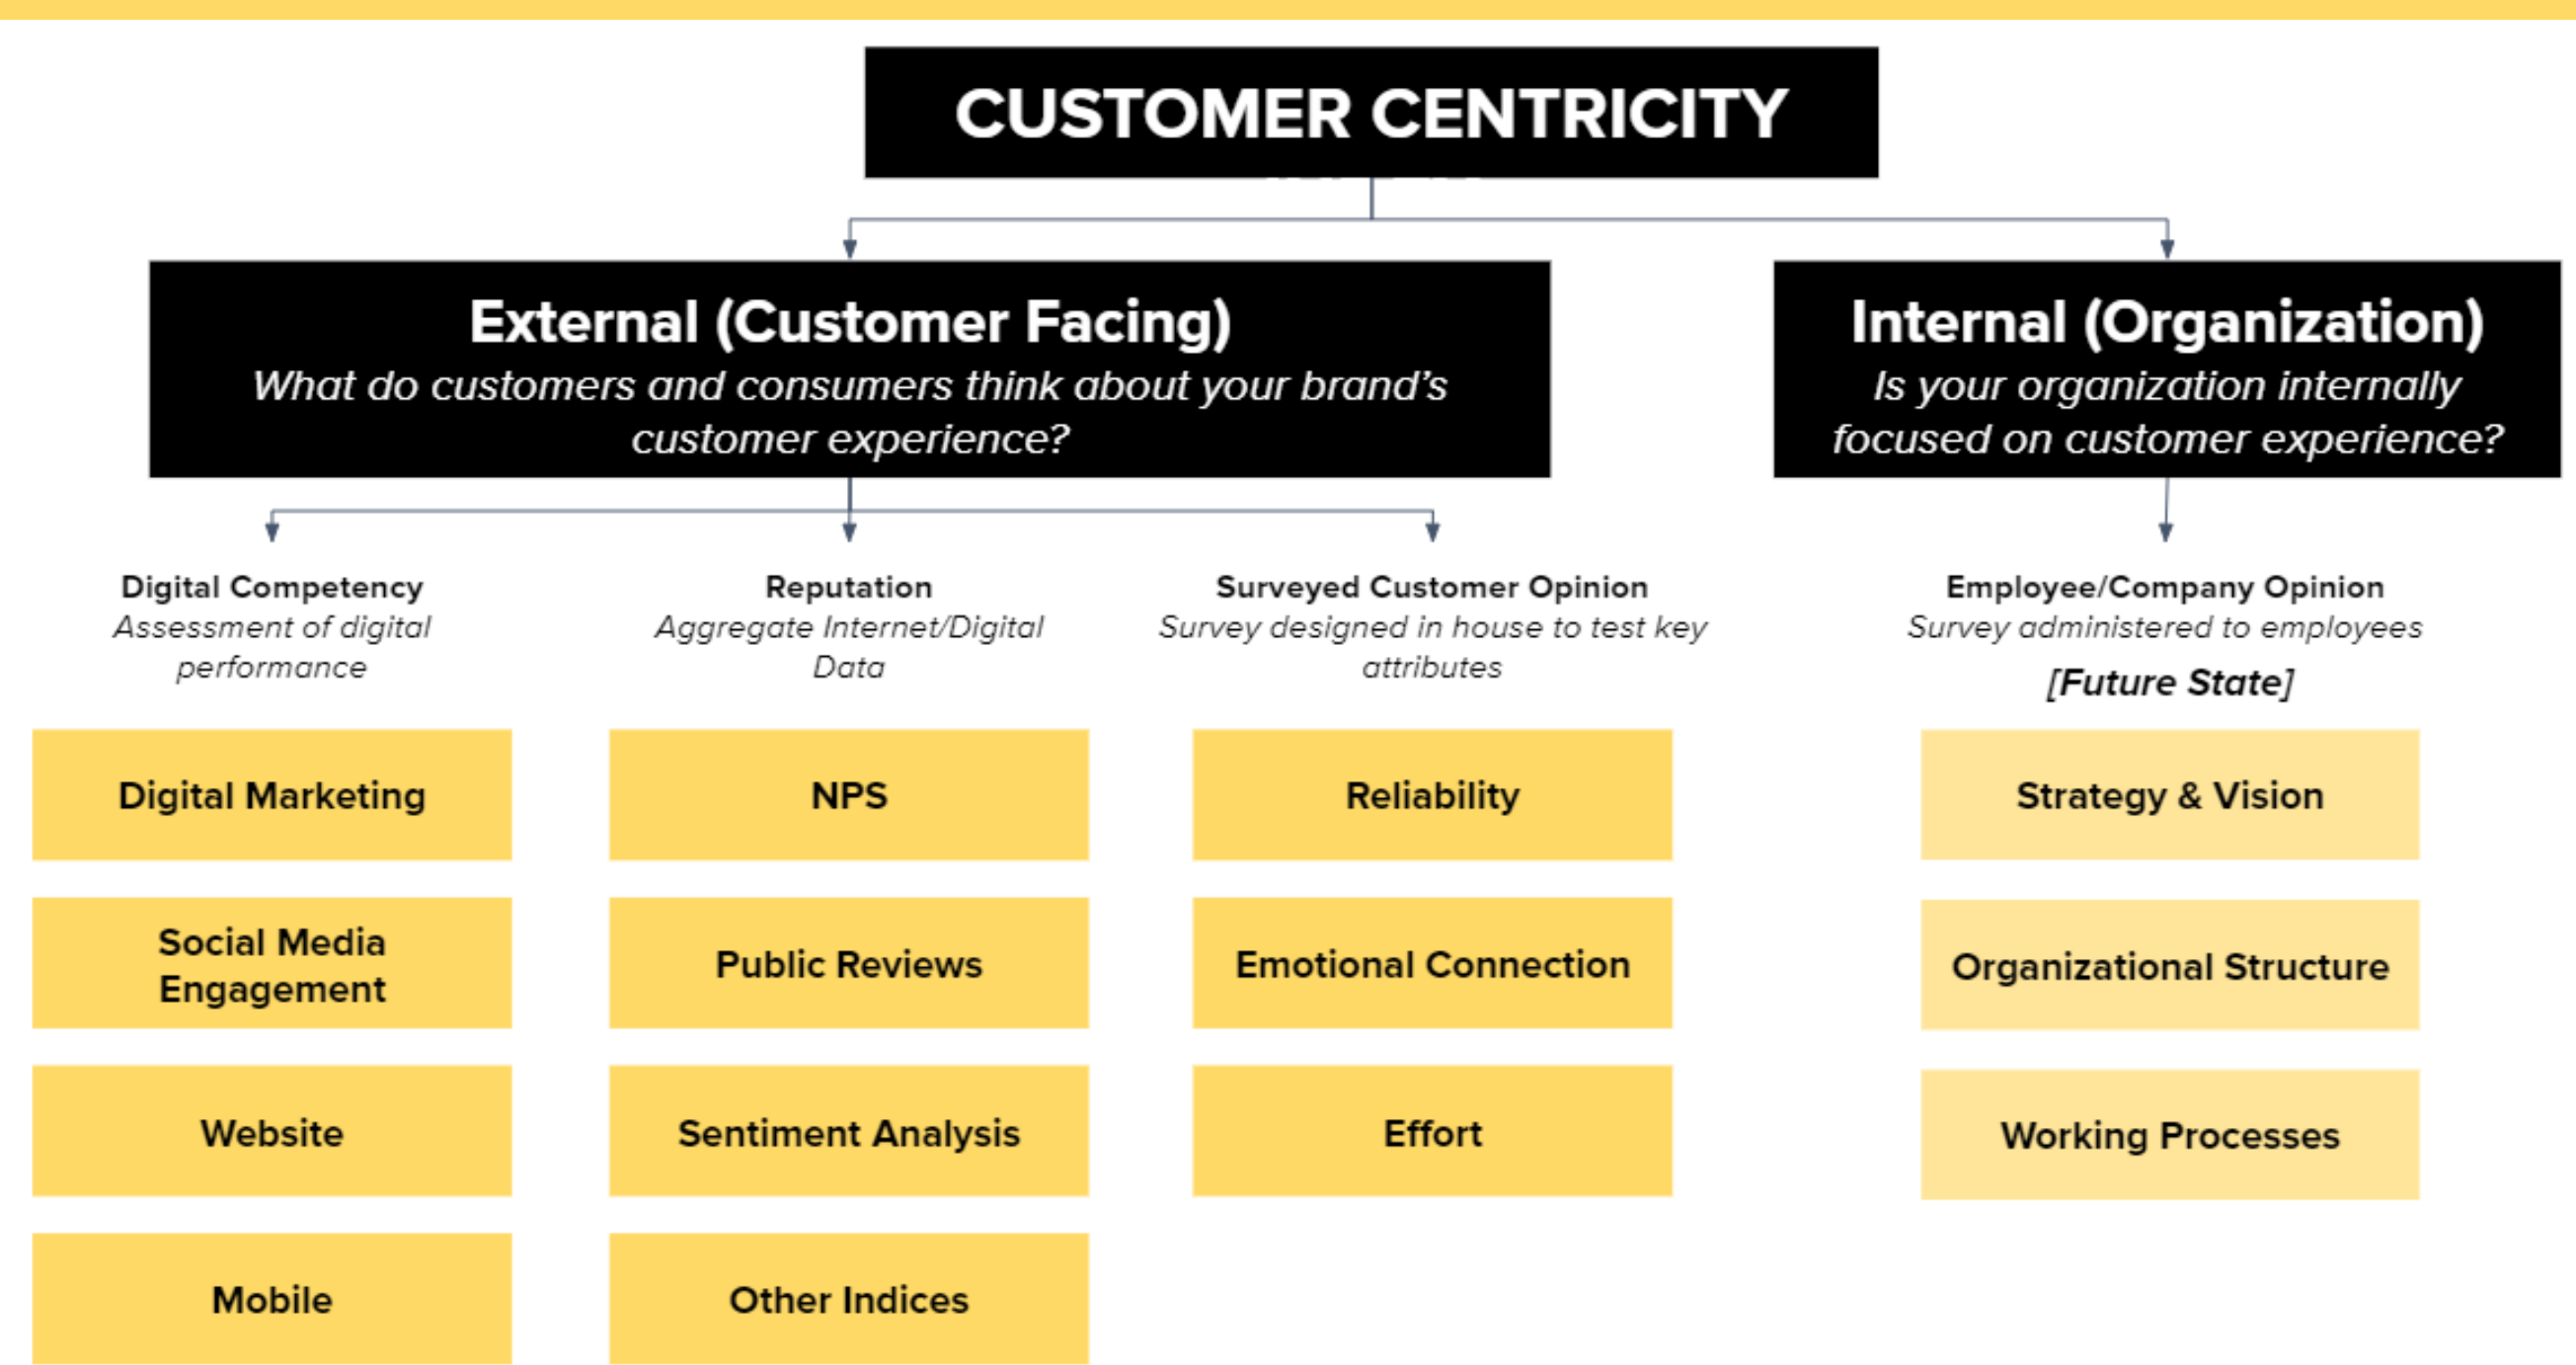 CUSTOMER CENTRICITY
External (Customer Facing)
What do customers and consumers think about your brand's
customer experience?
Internal (Organization)
Is your organization internally
focused on customer experience?
Digital Competency
Assessment of digital
performance
Reputation
Aggregate Internet/Digital
Data
Surveyed Customer Opinion
Survey designed in house to test key
attributes
Employee/Company Opinion
Survey administered to employees
[Future State]
Digital Marketing
Social Media
Engagement
Website
Mobile
NPS
Public Reviews
Sentiment Analysis
Other Indices
Reliability
Emotional Connection
Effort
Strategy & Vision
Organizational Structure
Working Processes